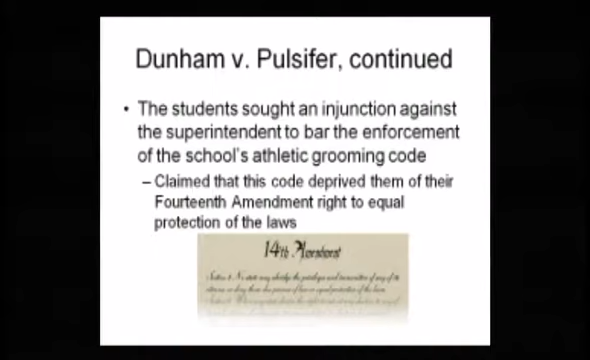 Dunham v. Pulsifer, continued
• The students sought an injunction against
the superintendent to bar the enforcement
of the school's athletic grooming code
– Claimed that this code deprived them of their
Fourteenth Amendment right to equal
protection of the laws
14th Amendment